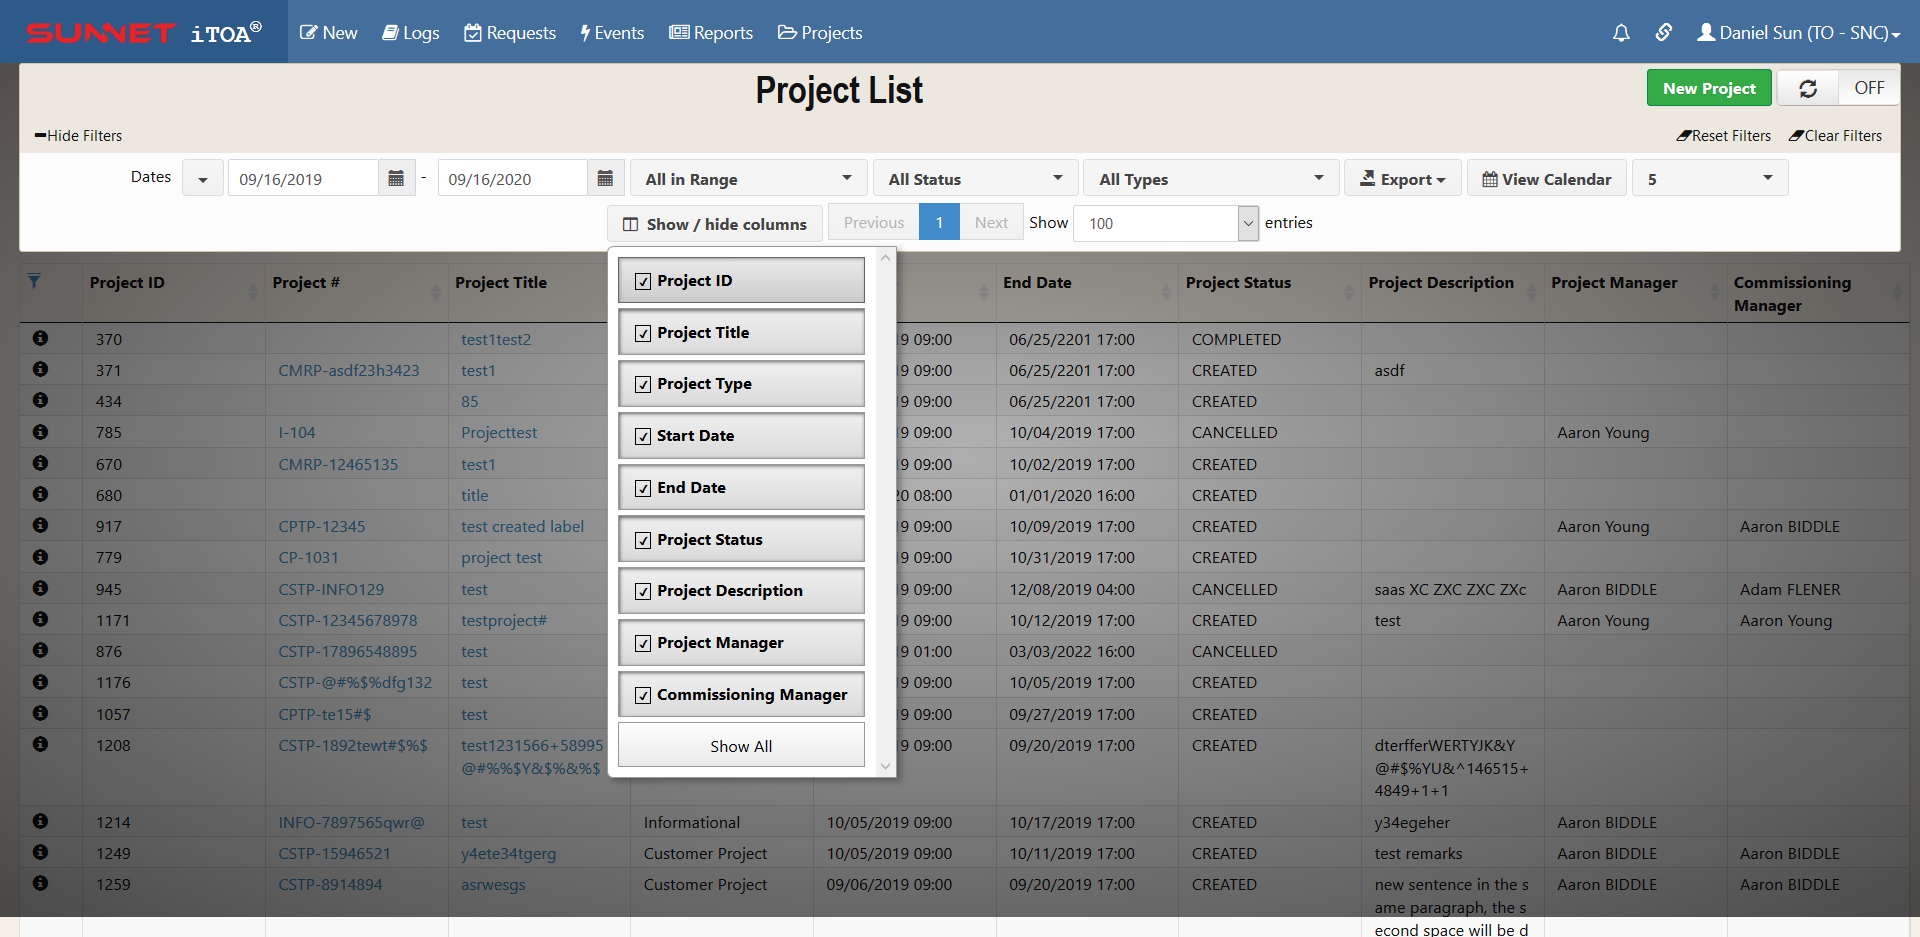 SUNNET iTOA®
New Logs Requests Events Reports Projects
Daniel Sun (TO - SNC)
Project List
New Project OFF
Hide Filters
Reset Filters Clear Filters
Dates 09/16/2019 - 09/16/2020 All in Range All Status All Types Export View Calendar 5
Show / hide columns Previous 1 Next Show 100 entries
Project ID Project # Project Title End Date Project Status Project Description Project Manager Commissioning
Manager
Project ID
Project Title
Project Type
Start Date
End Date
Project Status
Project Description
Project Manager
Commissioning Manager
Show All
370 test1test2 9 09:00 06/25/2201 17:00 COMPLETED
371 CMRP-asdf23h3423 test1 9 09:00 06/25/2201 17:00 CREATED asdf
434 85 9 09:00 06/25/2201 17:00 CREATED
785 I-104 Projecttest 9 09:00 10/04/2019 17:00 CANCELLED Aaron Young
670 CMRP-12465135 test1 9 09:00 10/02/2019 17:00 CREATED
680 title 20 08:00 01/01/2020 16:00 CREATED
917 CPTP-12345 test created label 9 09:00 10/09/2019 17:00 CREATED Aaron Young Aaron BIDDLE
779 CP-1031 project test 9 09:00 10/31/2019 17:00 CREATED
945 CSTP-INFO129 test 9 09:00 12/08/2019 04:00 CANCELLED saas XC ZXC ZXC ZXc Aaron BIDDLE Adam FLENER
1171 CSTP-12345678978 testproject# 9 09:00 10/12/2019 17:00 CREATED test Aaron Young Aaron Young
876 CSTP-17896548895 test 9 01:00 03/03/2022 16:00 CANCELLED
1176 CSTP-@#%$%dfg132 test 9 09:00 10/05/2019 17:00 CREATED
1057 CPTP-te15#$ test 9 09:00 09/27/2019 17:00 CREATED
1208 CSTP-1892tewt#$%$ test1231566+58995 9 09:00 09/20/2019 17:00 CREATED dterfferWERTYJK&Y
@#%%$Y&$%&%$ @#$%YU&^146515+
4849+1+1
1214 INFO-7897565qwr@ test Informational 10/05/2019 09:00 10/17/2019 17:00 CREATED y34egeher Aaron BIDDLE
1249 CSTP-15946521 y4ete34tgerg Customer Project 10/05/2019 09:00 10/11/2019 17:00 CREATED test remarks Aaron BIDDLE Aaron BIDDLE
1259 CSTP-8914894 asrwesgs Customer Project 09/06/2019 09:00 09/20/2019 17:00 CREATED new sentence in the s Aaron BIDDLE Aaron BIDDLE
ame paragraph, the s
econd space will be d